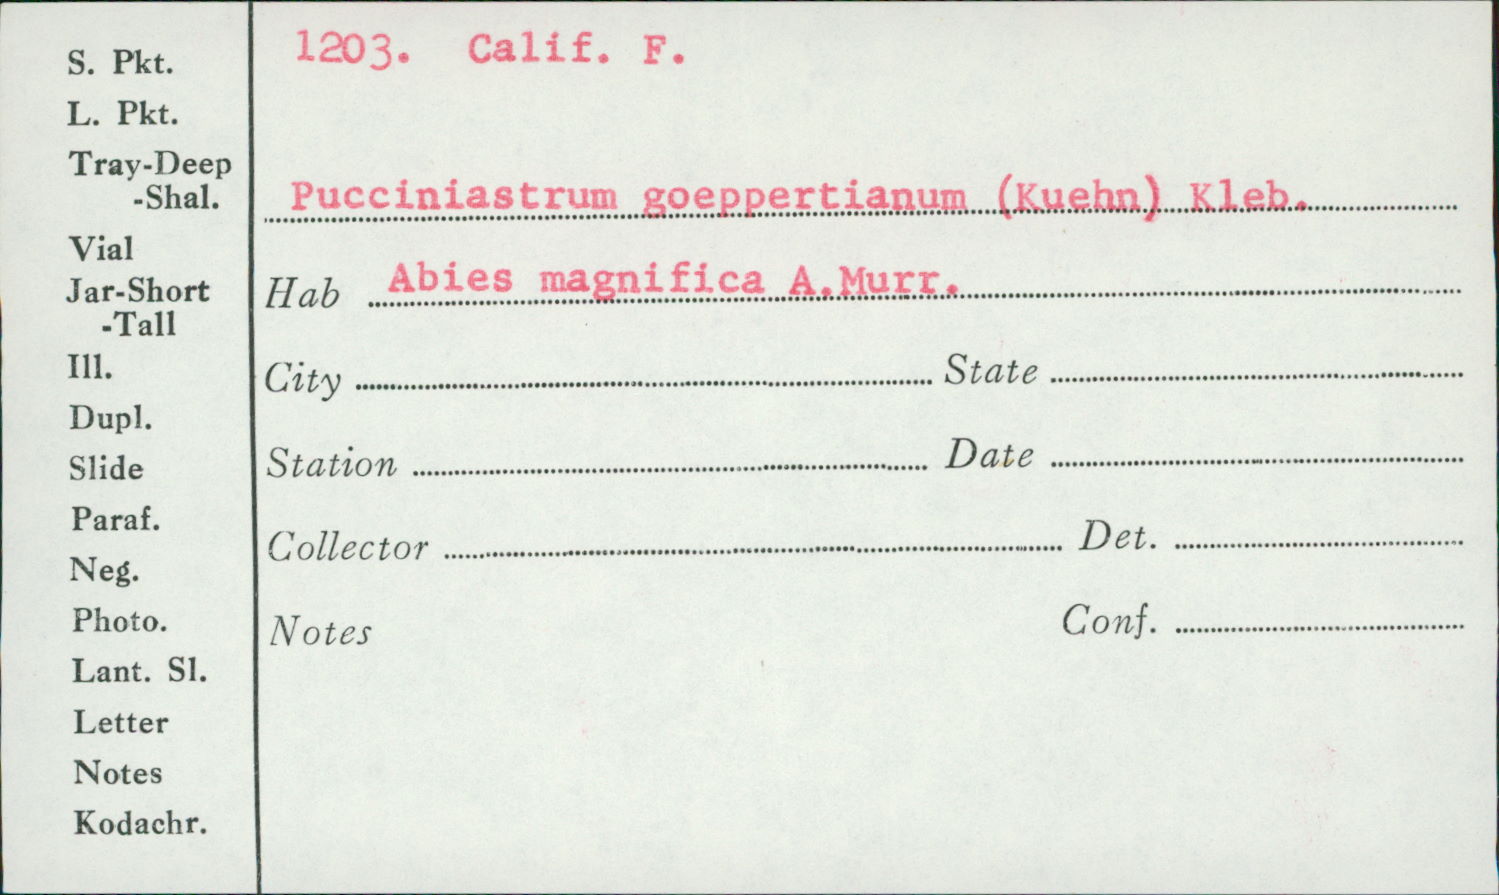 1203. Calif. F.
S. Pkt.
L. Pkt.
Tray-Deep
-Shal.
Vial
Jar-Short
-Tall
Ill.
Dupl.
Slide
Paraf.
Neg.
Photo.
Lant. Sl.
Letter
Notes
Kodachr.
Pucciniastrum goeppertianum (Kuehn) Kleb.
Hab Abies magnifica A.Murr.
City State
Station Date
Collector Det.
Notes Conf.